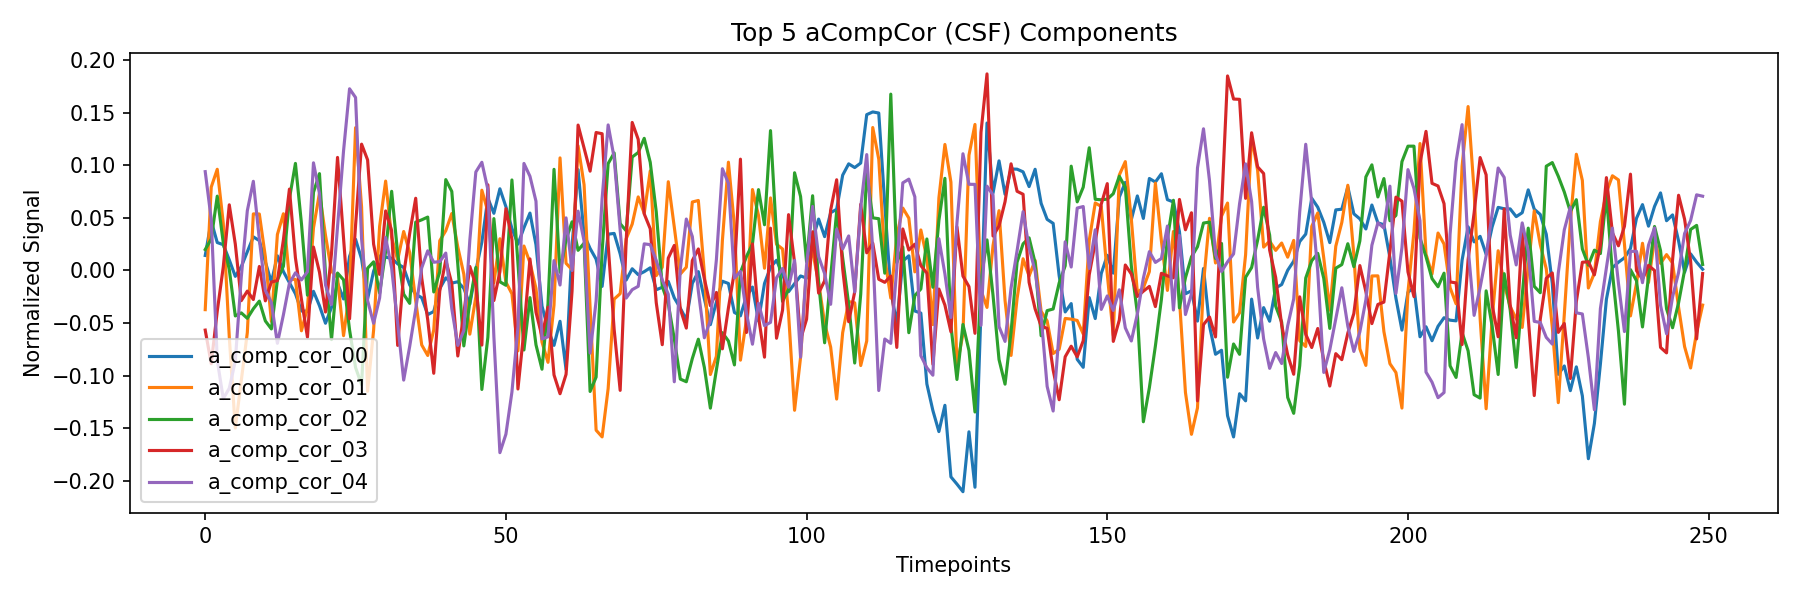 Top 5 aCompCor (CSF) Components
Normalized Signal
0.20
0.15
0.10
0.05
0.00
−0.05
−0.10
−0.15
−0.20
a_comp_cor_00
a_comp_cor_01
a_comp_cor_02
a_comp_cor_03
a_comp_cor_04
0 50 100 150 200 250
Timepoints